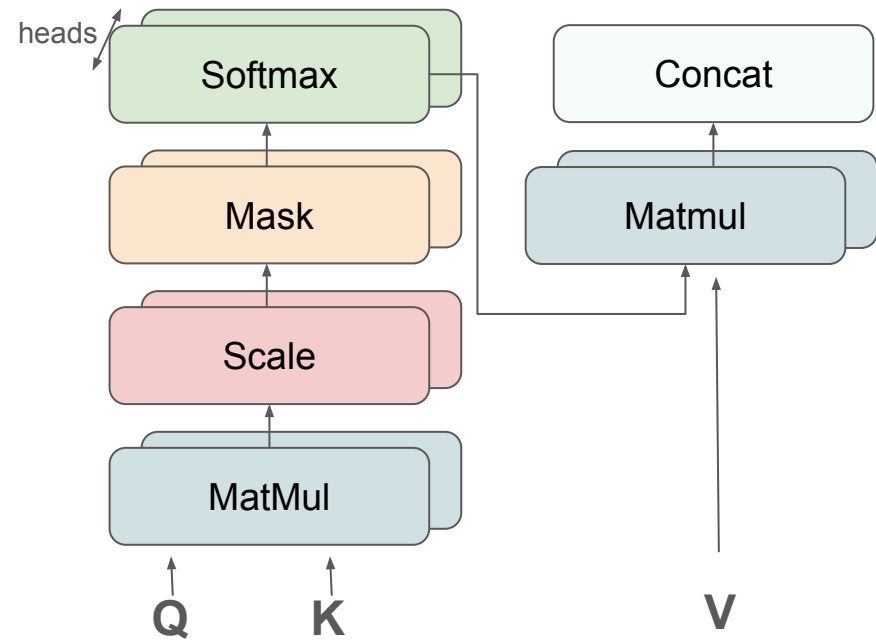 heads
Softmax
Concat
Mask
Matmul
Scale
MatMul
Q
K
V